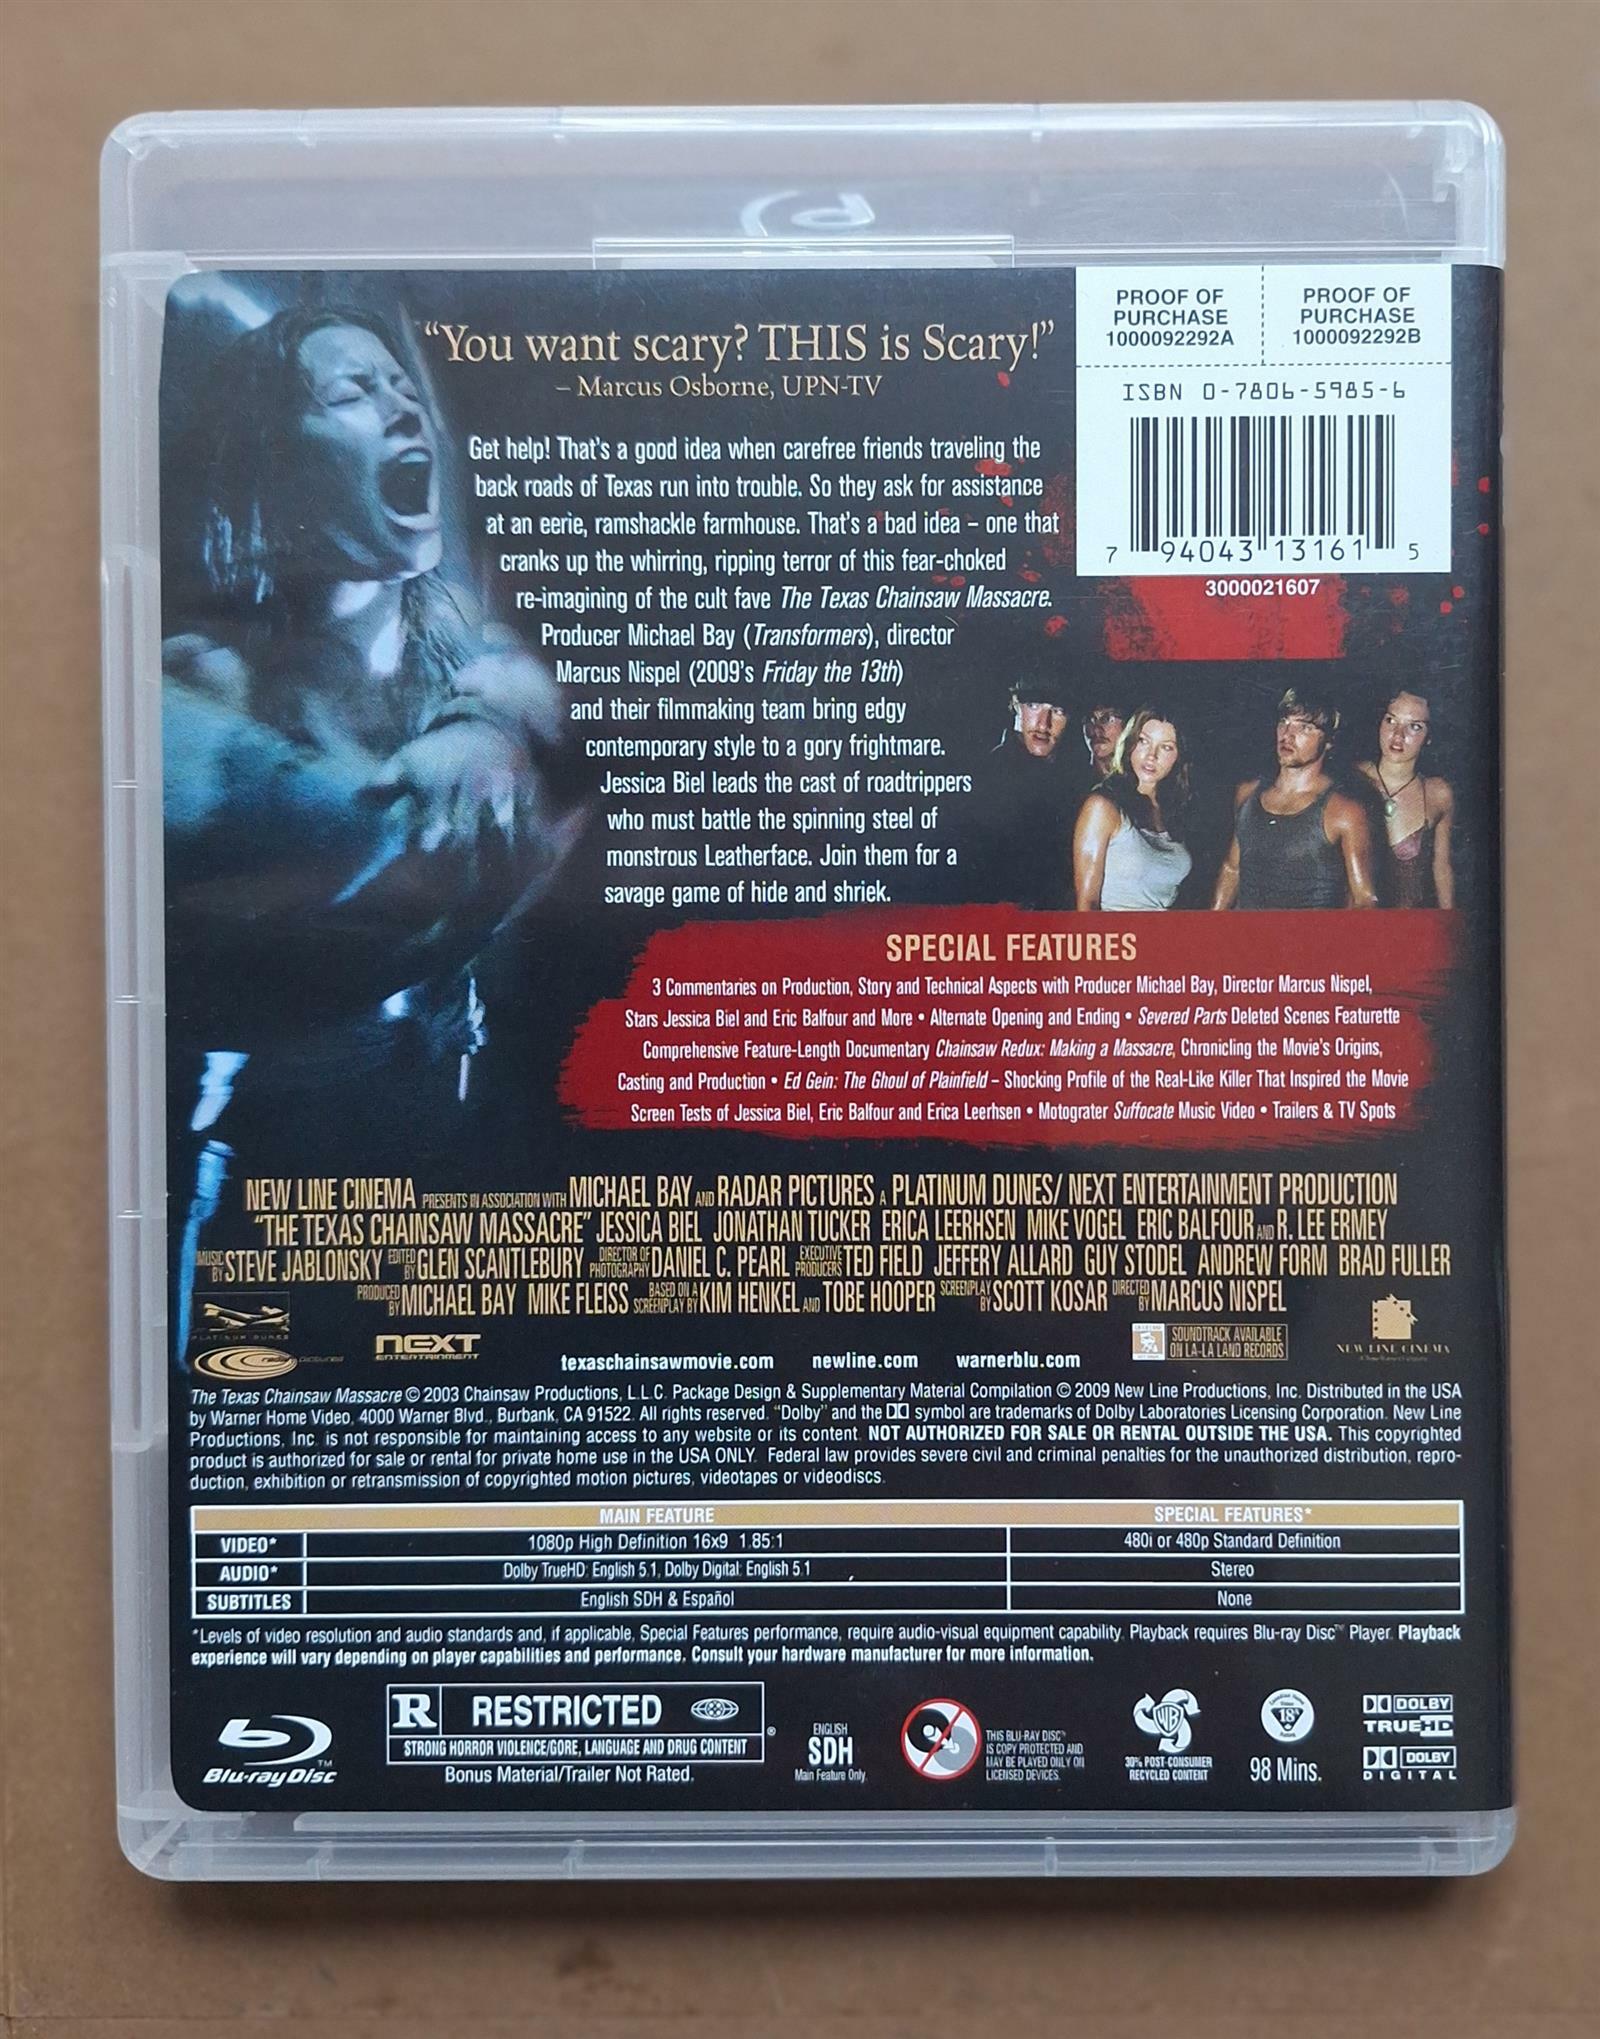 PROOF OF
PURCHASE
1000092292A
PROOF OF
PURCHASE
1000092292B
ISBN 0-7806-5985-6
7 94043 13161 5
3000021607
“You want scary? THIS is Scary!”
– Marcus Osborne, UPN-TV
Get help! That's a good idea when carefree friends traveling the
back roads of Texas run into trouble. So they ask for assistance
at an eerie, ramshackle farmhouse. That's a bad idea – one that
cranks up the whirring, ripping terror of this fear-choked
re-imagining of the cult fave The Texas Chainsaw Massacre.
Producer Michael Bay (Transformers), director
Marcus Nispel (2009's Friday the 13th)
and their filmmaking team bring edgy
contemporary style to a gory frightmare.
Jessica Biel leads the cast of roadtrippers
who must battle the spinning steel of
monstrous Leatherface. Join them for a
savage game of hide and shriek.
SPECIAL FEATURES
3 Commentaries on Production, Story and Technical Aspects with Producer Michael Bay, Director Marcus Nispel,
Stars Jessica Biel and Eric Balfour and More • Alternate Opening and Ending • Severed Parts Deleted Scenes Featurette
Comprehensive Feature-Length Documentary Chainsaw Redux: Making a Massacre, Chronicling the Movie's Origins,
Casting and Production • Ed Gein: The Ghoul of Plainfield – Shocking Profile of the Real-Like Killer That Inspired the Movie
Screen Tests of Jessica Biel, Eric Balfour and Erica Leerhsen • Motograter Suffocate Music Video • Trailers & TV Spots
NEW LINE CINEMA PRESENTS IN ASSOCIATION WITH MICHAEL BAY AND RADAR PICTURES A PLATINUM DUNES/ NEXT ENTERTAINMENT PRODUCTION
“THE TEXAS CHAINSAW MASSACRE” JESSICA BIEL JONATHAN TUCKER ERICA LEERHSEN MIKE VOGEL ERIC BALFOUR AND R. LEE ERMEY
MUSIC BY STEVE JABLONSKY EDITED BY GLEN SCANTLEBURY DIRECTOR OF PHOTOGRAPHY DANIEL C. PEARL EXECUTIVE PRODUCERS TED FIELD JEFFERY ALLARD GUY STODEL ANDREW FORM BRAD FULLER
PRODUCED BY MICHAEL BAY MIKE FLEISS BASED ON A SCREENPLAY BY KIM HENKEL AND TOBE HOOPER SCREENPLAY BY SCOTT KOSAR DIRECTED BY MARCUS NISPEL
PLATINUM DUNES
radar pictures
NEXT
ENTERTAINMENT
texaschainsawmovie.com newline.com warnerblu.com
SOUNDTRACK AVAILABLE
ON LA-LA LAND RECORDS
NEW LINE CINEMA
The Texas Chainsaw Massacre © 2003 Chainsaw Productions, L.L.C. Package Design & Supplementary Material Compilation © 2009 New Line Productions, Inc. Distributed in the USA
by Warner Home Video, 4000 Warner Blvd., Burbank, CA 91522. All rights reserved. “Dolby” and the DD symbol are trademarks of Dolby Laboratories Licensing Corporation. New Line
Productions, Inc. is not responsible for maintaining access to any website or its content. NOT AUTHORIZED FOR SALE OR RENTAL OUTSIDE THE USA. This copyrighted
product is authorized for sale or rental for private home use in the USA ONLY. Federal law provides severe civil and criminal penalties for the unauthorized distribution, repro-
duction, exhibition or retransmission of copyrighted motion pictures, videotapes or videodiscs.
MAIN FEATURE SPECIAL FEATURES*
VIDEO* 1080p High Definition 16x9 1.85:1 480i or 480p Standard Definition
AUDIO* Dolby TrueHD: English 5.1, Dolby Digital: English 5.1 Stereo
SUBTITLES English SDH & Español None
*Levels of video resolution and audio standards and, if applicable, Special Features performance, require audio-visual equipment capability. Playback requires Blu-ray Disc™ Player. Playback
experience will vary depending on player capabilities and performance. Consult your hardware manufacturer for more information.
Blu-ray Disc™
R RESTRICTED ®
STRONG HORROR VIOLENCE/GORE, LANGUAGE AND DRUG CONTENT
Bonus Material/Trailer Not Rated.
ENGLISH
SDH
Main Feature Only
THIS BLU-RAY DISC™
IS COPY PROTECTED AND
MAY BE PLAYED ONLY ON
LICENSED DEVICES.
WB
30% POST-CONSUMER
RECYCLED CONTENT
18A
98 Mins.
DOLBY
TRUEHD
DOLBY
DIGITAL